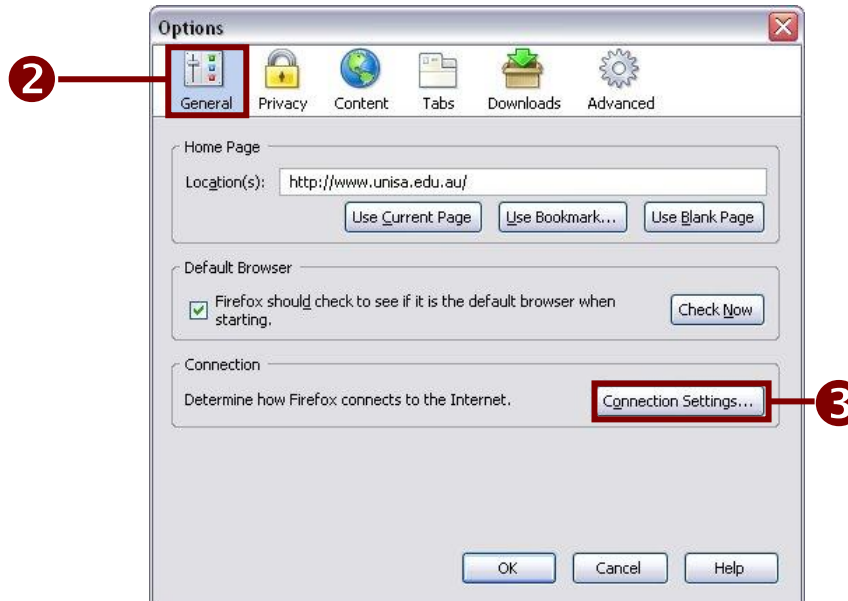 Options
2
General Privacy Content Tabs Downloads Advanced
Home Page
Location(s): http://www.unisa.edu.au/
Use Current Page Use Bookmark... Use Blank Page
Default Browser
Firefox should check to see if it is the default browser when
starting.
Check Now
Connection
Determine how Firefox connects to the Internet. Connection Settings...
3
OK Cancel Help